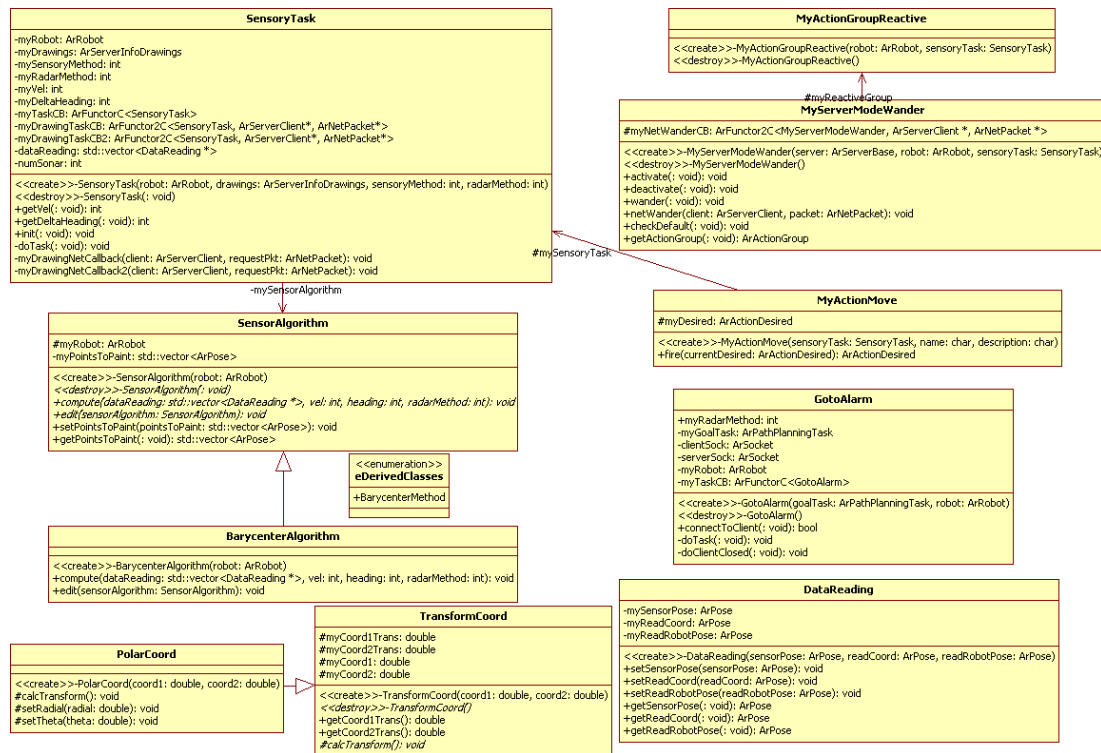 SensoryTask
-myRobot: ArRobot
-myDrawings: ArServerInfoDrawings
-mySensoryMethod: int
-myRadarMethod: int
-myVel: int
-myDeltaHeading: int
-myTaskCB: ArFunctorC<SensoryTask>
-myDrawingTaskCB: ArFunctor2C<SensoryTask, ArServerClient*, ArNetPacket*>
-myDrawingTaskCB2: ArFunctor2C<SensoryTask, ArServerClient*, ArNetPacket*>
-dataReading: std::vector<DataReading *>
-numSonar: int
<<create>>-SensoryTask(robot: ArRobot, drawings: ArServerInfoDrawings, sensoryMethod: int, radarMethod: int)
<<destroy>>-SensoryTask(: void)
+getVel(: void): int
+getDeltaHeading(: void): int
+init(: void): void
-doTask(: void): void
-myDrawingNetCallback(client: ArServerClient, requestPkt: ArNetPacket): void
-myDrawingNetCallback2(client: ArServerClient, requestPkt: ArNetPacket): void
-mySensorAlgorithm
MyActionGroupReactive
<<create>>-MyActionGroupReactive(robot: ArRobot, sensoryTask: SensoryTask)
<<destroy>>-MyActionGroupReactive()
#myReactiveGroup
MyServerModeWander
#myNetWanderCB: ArFunctor2C<MyServerModeWander, ArServerClient *, ArNetPacket *>
<<create>>-MyServerModeWander(server: ArServerBase, robot: ArRobot, sensoryTask: SensoryTask)
<<destroy>>-MyServerModeWander()
+activate(: void): void
+deactivate(: void): void
+wander(: void): void
+netWander(client: ArServerClient, packet: ArNetPacket): void
+checkDefault(: void): void
+getActionGroup(: void): ArActionGroup
#mySensoryTask
MyActionMove
#myDesired: ArActionDesired
<<create>>-MyActionMove(sensoryTask: SensoryTask, name: char, description: char)
+fire(currentDesired: ArActionDesired): ArActionDesired
SensorAlgorithm
#myRobot: ArRobot
-myPointsToPaint: std::vector<ArPose>
<<create>>-SensorAlgorithm(robot: ArRobot)
<<destroy>>-SensorAlgorithm(: void)
+compute(dataReading: std::vector<DataReading *>, vel: int, heading: int, radarMethod: int): void
+edit(sensorAlgorithm: SensorAlgorithm): void
+setPointsToPaint(pointsToPaint: std::vector<ArPose>): void
+getPointsToPaint(: void): std::vector<ArPose>
<<enumeration>>
eDerivedClasses
+BarycenterMethod
GotoAlarm
+myRadarMethod: int
-myGoalTask: ArPathPlanningTask
-clientSock: ArSocket
-serverSock: ArSocket
-myRobot: ArRobot
-myTaskCB: ArFunctorC<GotoAlarm>
<<create>>-GotoAlarm(goalTask: ArPathPlanningTask, robot: ArRobot)
<<destroy>>-GotoAlarm()
+connectToClient(: void): bool
-doTask(: void): void
-doClientClosed(: void): void
BarycenterAlgorithm
<<create>>-BarycenterAlgorithm(robot: ArRobot)
+compute(dataReading: std::vector<DataReading *>, vel: int, heading: int, radarMethod: int): void
+edit(sensorAlgorithm: SensorAlgorithm): void
DataReading
-mySensorPose: ArPose
-myReadCoord: ArPose
-myReadRobotPose: ArPose
<<create>>-DataReading(sensorPose: ArPose, readCoord: ArPose, readRobotPose: ArPose)
+setSensorPose(sensorPose: ArPose): void
+setReadCoord(readCoord: ArPose): void
+setReadRobotPose(readRobotPose: ArPose): void
+getSensorPose(: void): ArPose
+getReadCoord(: void): ArPose
+getReadRobotPose(: void): ArPose
PolarCoord
<<create>>-PolarCoord(coord1: double, coord2: double)
#calcTransform(): void
#setRadial(radial: double): void
#setTheta(theta: double): void
TransformCoord
#myCoord1Trans: double
#myCoord2Trans: double
#myCoord1: double
#myCoord2: double
<<create>>-TransformCoord(coord1: double, coord2: double)
<<destroy>>-TransformCoord()
+getCoord1Trans(): double
+getCoord2Trans(): double
#calcTransform(): void